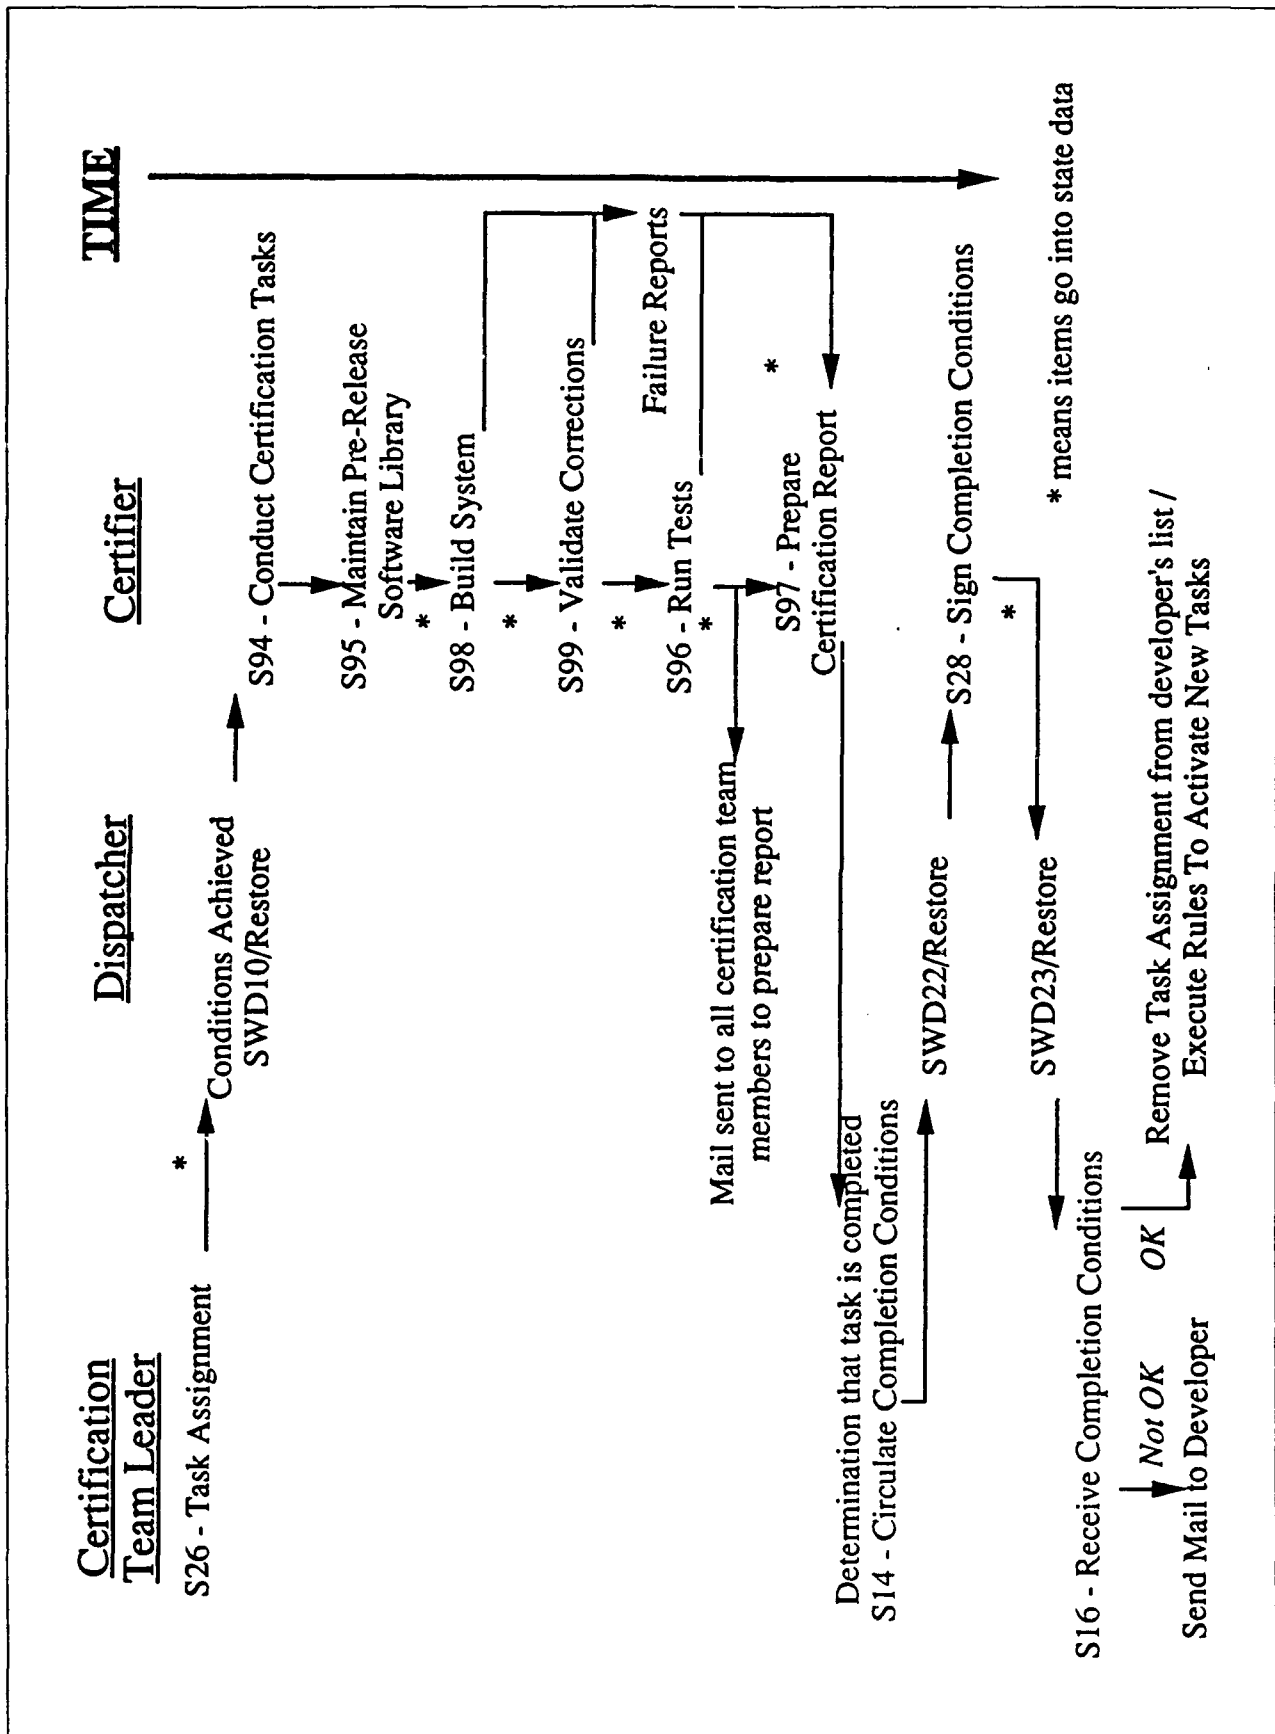 Certification
Team Leader
Dispatcher
Certifier
TIME
S26 - Task Assignment
*
Conditions Achieved
SWD10/Restore
S94 - Conduct Certification Tasks
S95 - Maintain Pre-Release
Software Library
*
S98 - Build System
*
S99 - Validate Corrections
*
Failure Reports
S96 - Run Tests
*
Mail sent to all certification team
members to prepare report
*
S97 - Prepare
Certification Report
Determination that task is completed
S14 - Circulate Completion Conditions
SWD22/Restore
S28 - Sign Completion Conditions
*
SWD23/Restore
* means items go into state data
S16 - Receive Completion Conditions
Not OK
OK
Send Mail to Developer
Remove Task Assignment from developer's list /
Execute Rules To Activate New Tasks